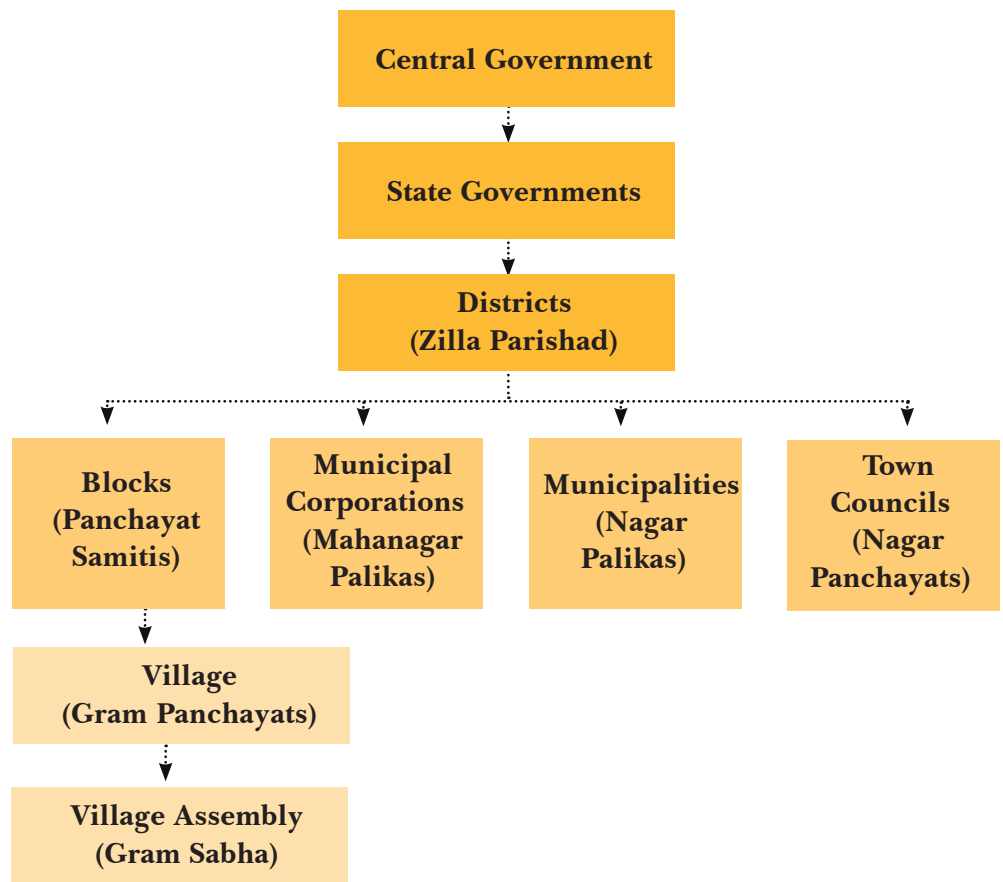 Central Government
State Governments
Districts
(Zilla Parishad)
Blocks
(Panchayat
Samitis)
Municipal
Corporations
(Mahanagar
Palikas)
Municipalities
(Nagar
Palikas)
Town
Councils
(Nagar
Panchayats)
Village
(Gram Panchayats)
Village Assembly
(Gram Sabha)